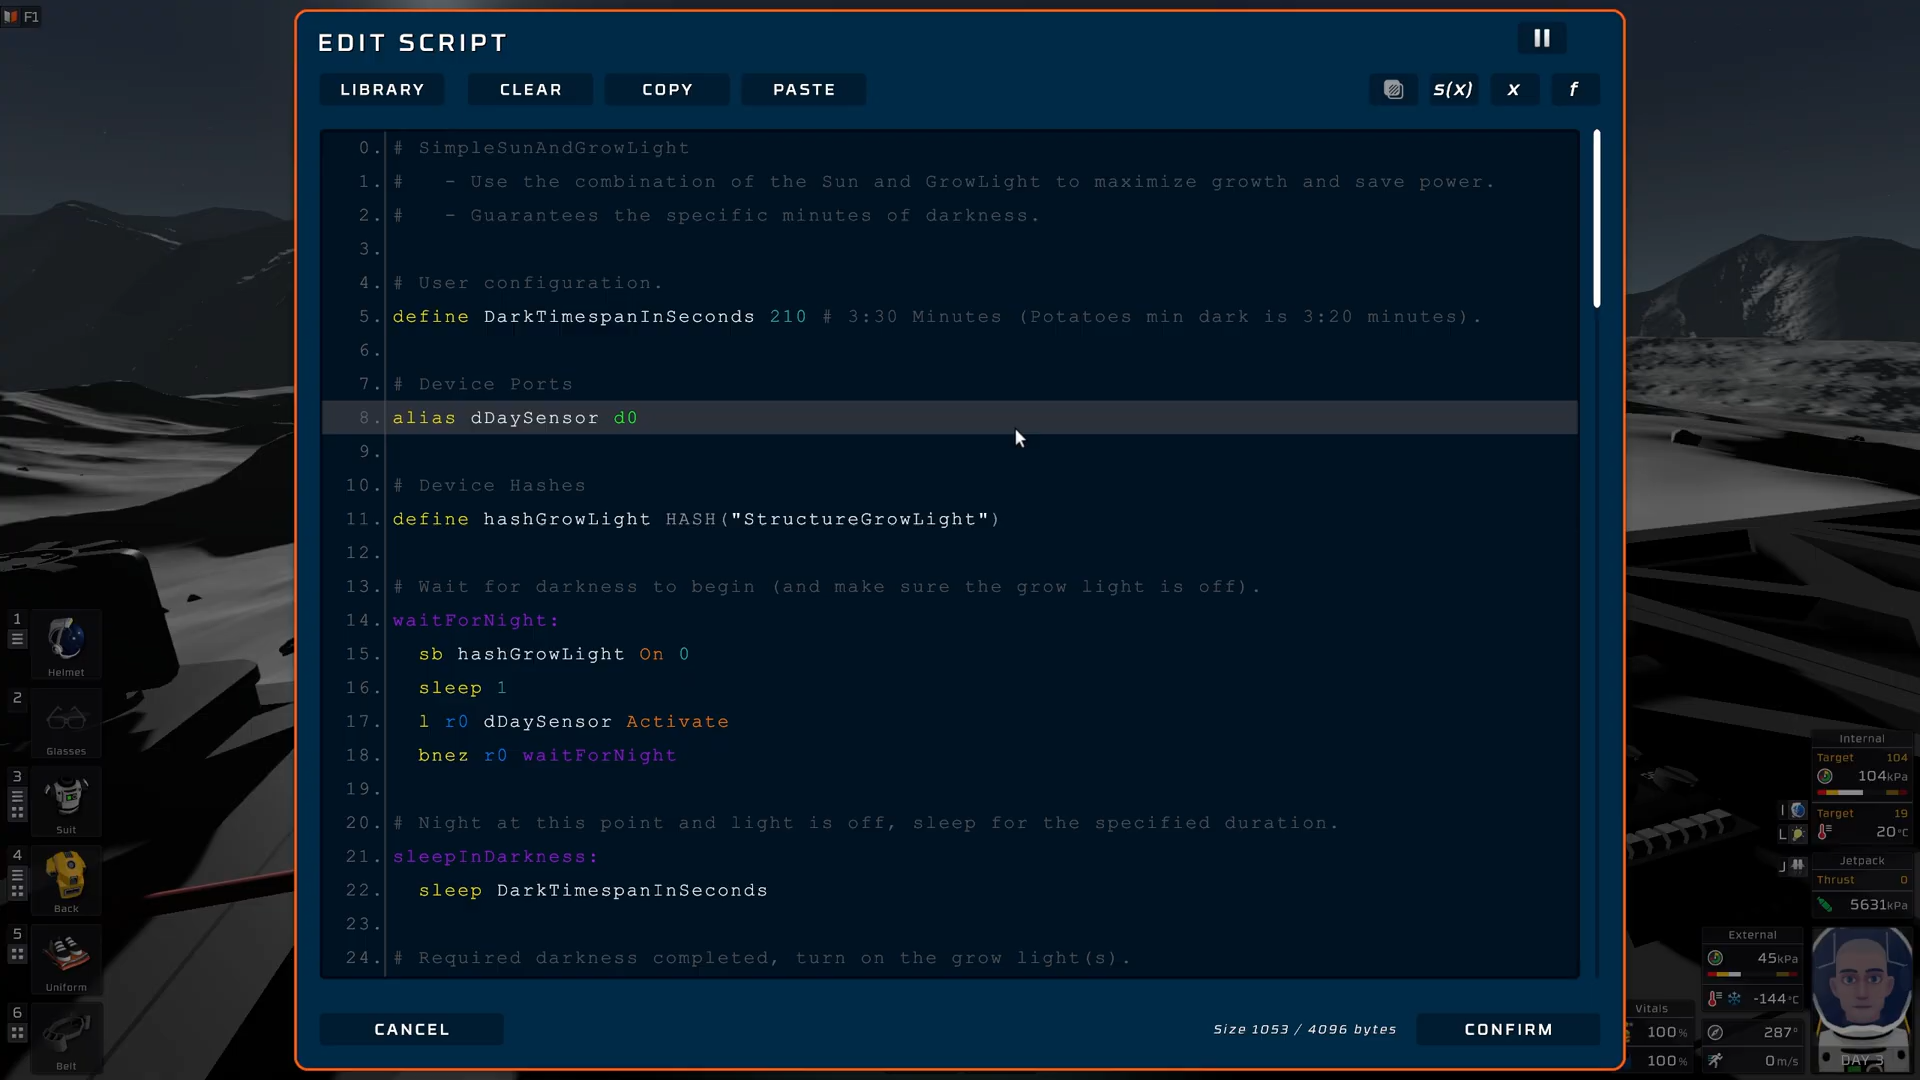 F1
EDIT SCRIPT
LIBRARY CLEAR COPY PASTE s(x) x f
0. # SimpleSunAndGrowLight
1. #   - Use the combination of the Sun and GrowLight to maximize growth and save power.
2. #   - Guarantees the specific minutes of darkness.
3.
4. # User configuration.
5. define DarkTimespanInSeconds 210 # 3:30 Minutes (Potatoes min dark is 3:20 minutes).
6.
7. # Device Ports
8. alias dDaySensor d0
9.
10. # Device Hashes
11. define hashGrowLight HASH("StructureGrowLight")
12.
13. # Wait for darkness to begin (and make sure the grow light is off).
14. waitForNight:
15.   sb hashGrowLight On 0
16.   sleep 1
17.   l r0 dDaySensor Activate
18.   bnez r0 waitForNight
19.
20. # Night at this point and light is off, sleep for the specified duration.
21. sleepInDarkness:
22.   sleep DarkTimespanInSeconds
23.
24. # Required darkness completed, turn on the grow light(s).
CANCEL Size 1053 / 4096 bytes CONFIRM
1
Helmet
2
Glasses
3
Suit
4
Back
5
Uniform
6
Belt
Internal
Target 104
104kPa
Target 19
20°C
I
L
J
Jetpack
Thrust 0
5631kPa
External
45kPa
-144°C
287°
0m/s
Vitals
100%
100%
DAY 3